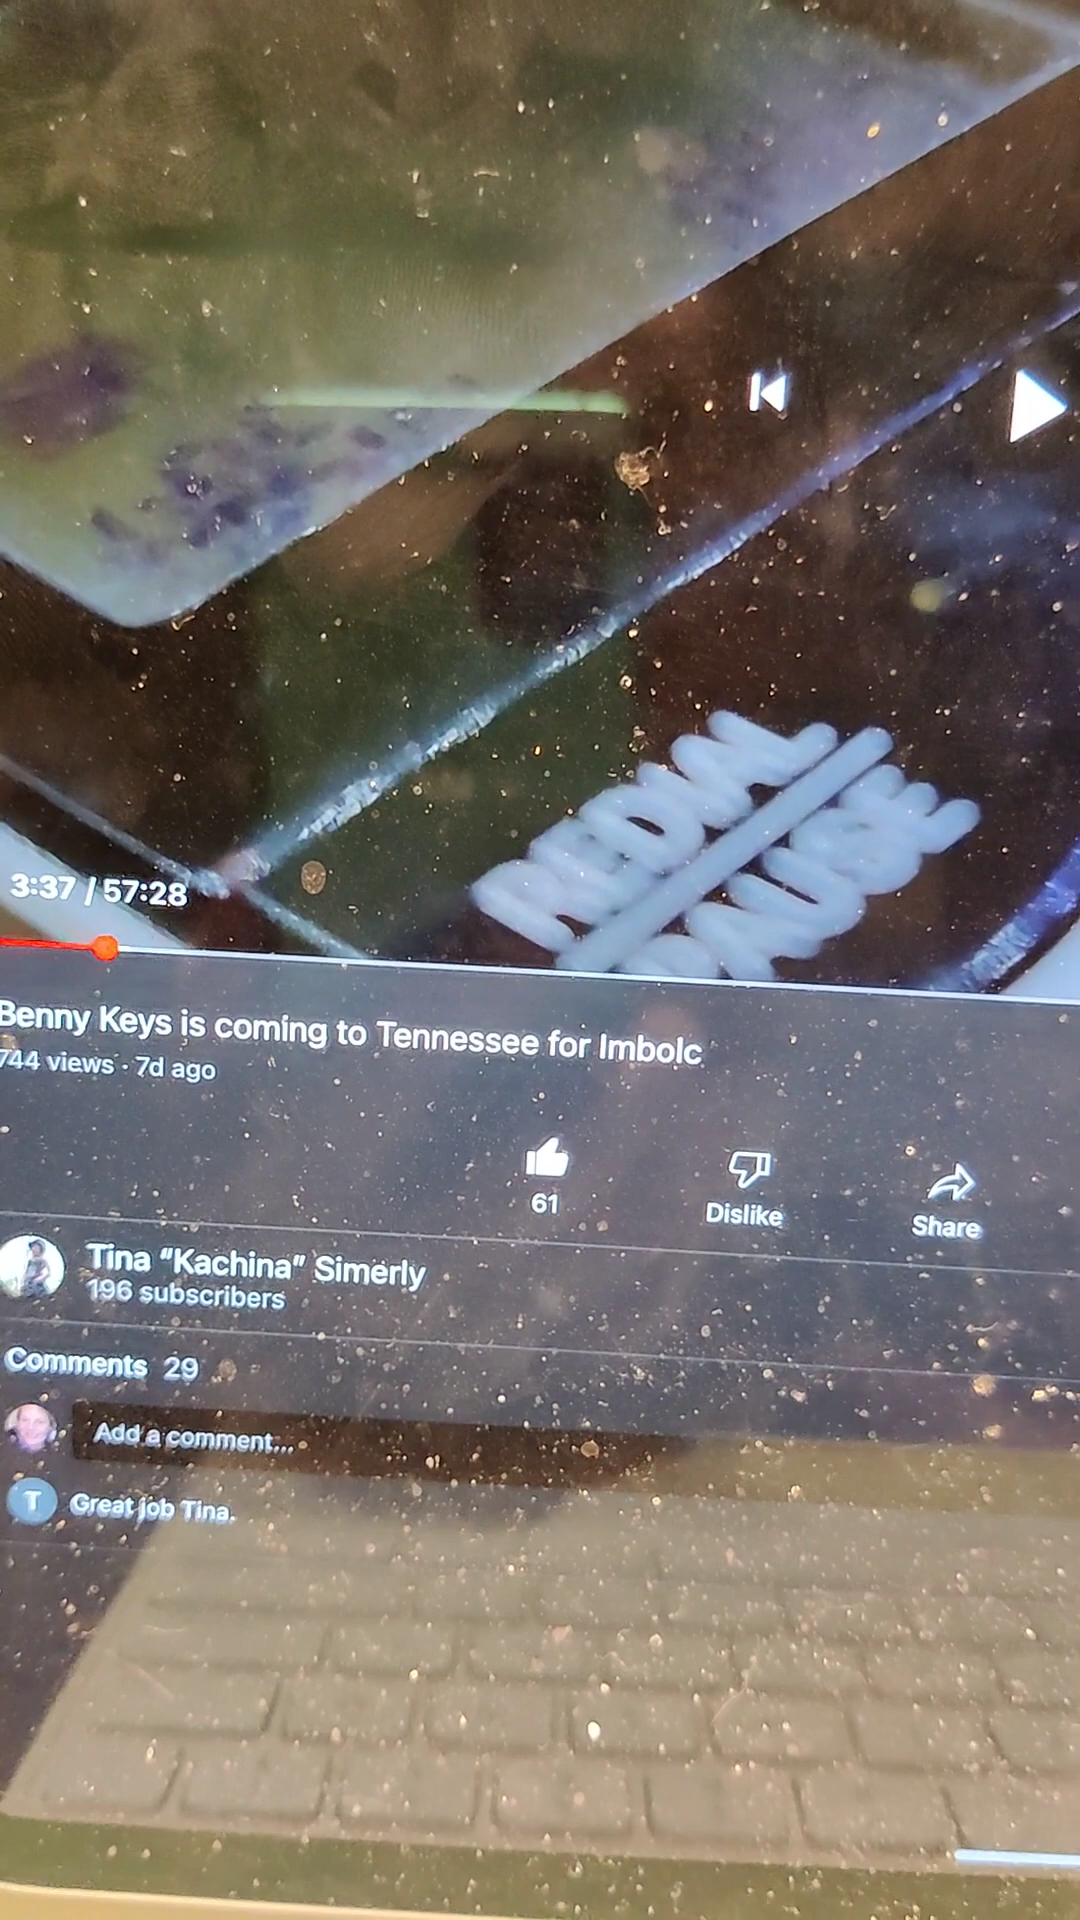 3:37 / 57:28
Benny Keys is coming to Tennessee for Imbolc
744 views · 7d ago
61
Dislike
Share
Tina “Kachina” Simerly
196 subscribers
Comments 29
Add a comment...
T
Great job Tina.